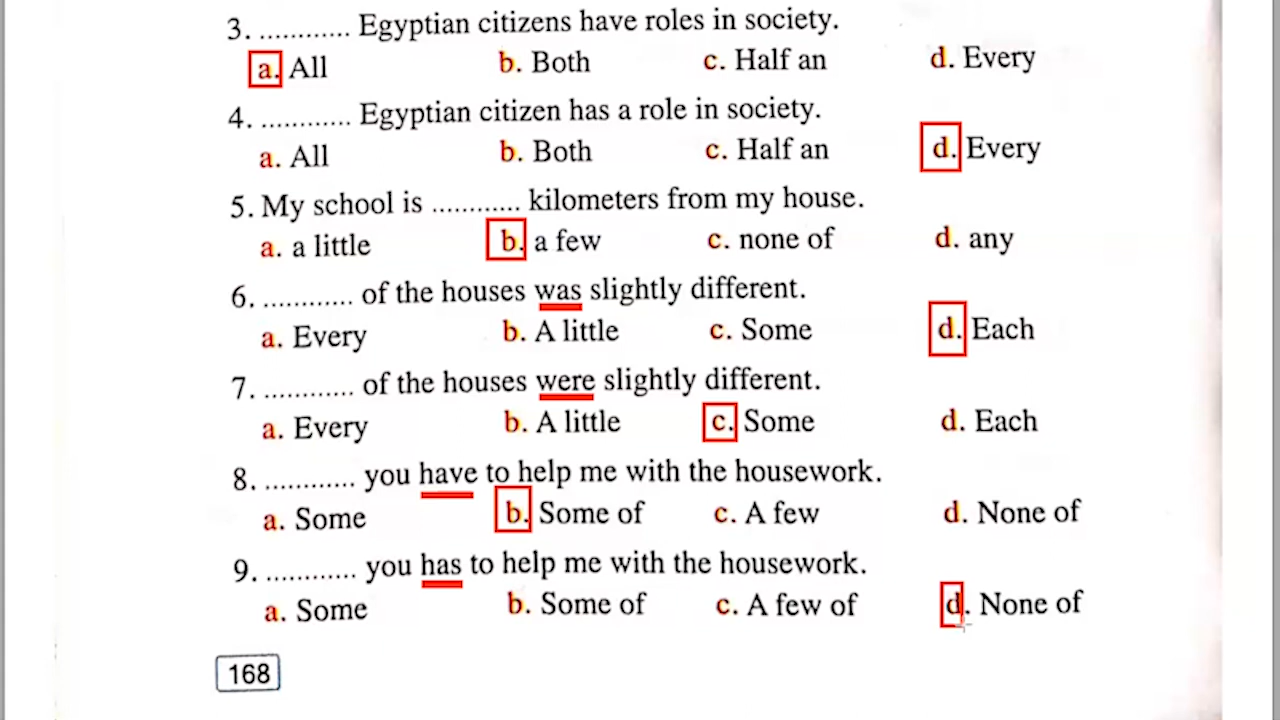 3. ............ Egyptian citizens have roles in society.
a. All b. Both c. Half an d. Every
4. ............ Egyptian citizen has a role in society.
a. All b. Both c. Half an d. Every
5. My school is ............ kilometers from my house.
a. a little b. a few c. none of d. any
6. ............ of the houses was slightly different.
a. Every b. A little c. Some d. Each
7. ............ of the houses were slightly different.
a. Every b. A little c. Some d. Each
8. ............ you have to help me with the housework.
a. Some b. Some of c. A few d. None of
9. ............ you has to help me with the housework.
a. Some b. Some of c. A few of d. None of
168